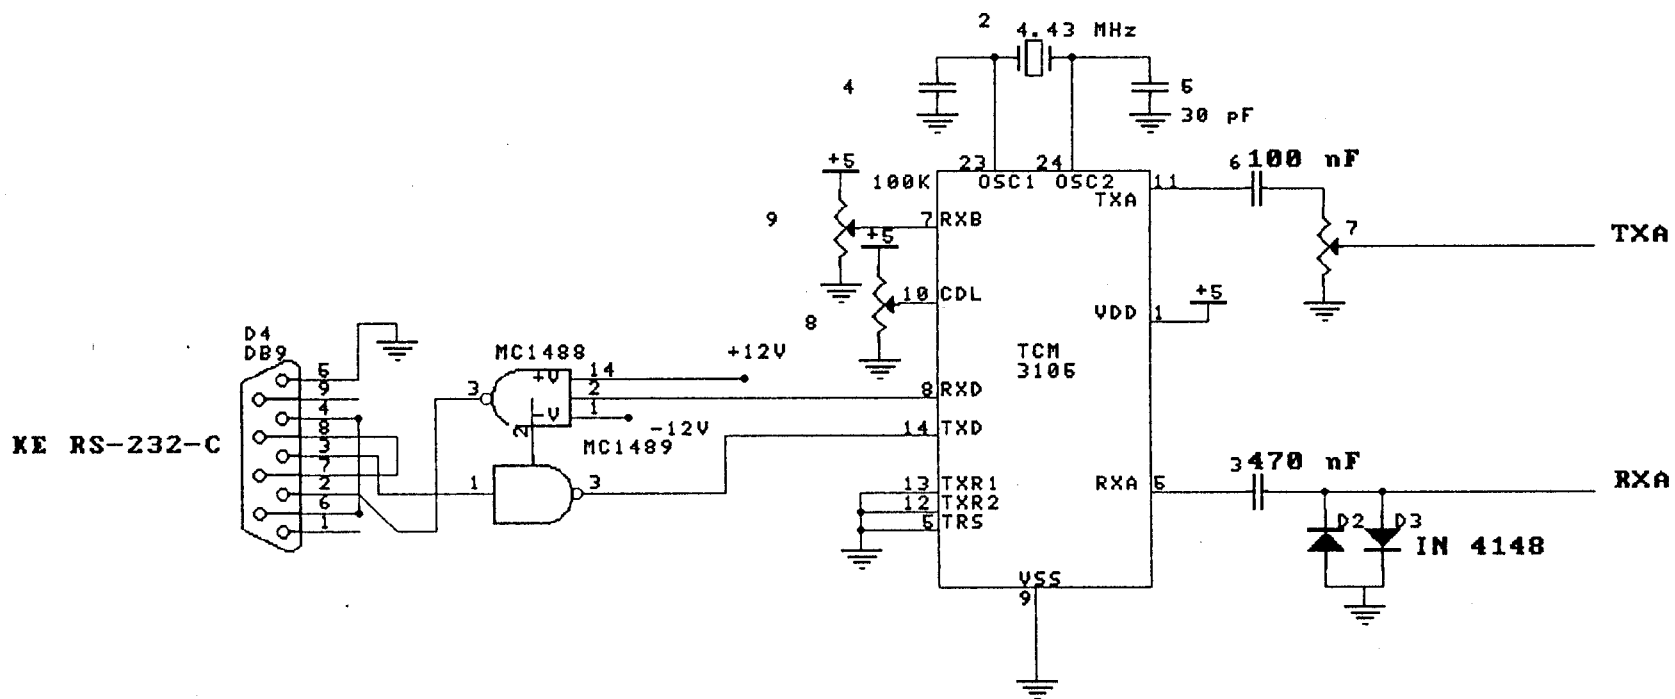 2
4.43 MHz
4
5
30 pF
23
24
6 100 nF
+5
100K
OSC1
OSC2
11
TXA
9
7
RXB
7
TXA
+5
10
CDL
+5
8
VDD
1
D4
DB9
MC1488
+12V
TCM
3105
5
9
4
8
3
7
2
6
1
3
+V
14
2
-V
1
8
RXD
-12V
2
MC1489
14
TXD
KE RS-232-C
1
3
3 470 nF
13
TXR1
RXA
5
RXA
12
TXR2
5
TRS
D2
D3
IN 4148
VSS
9